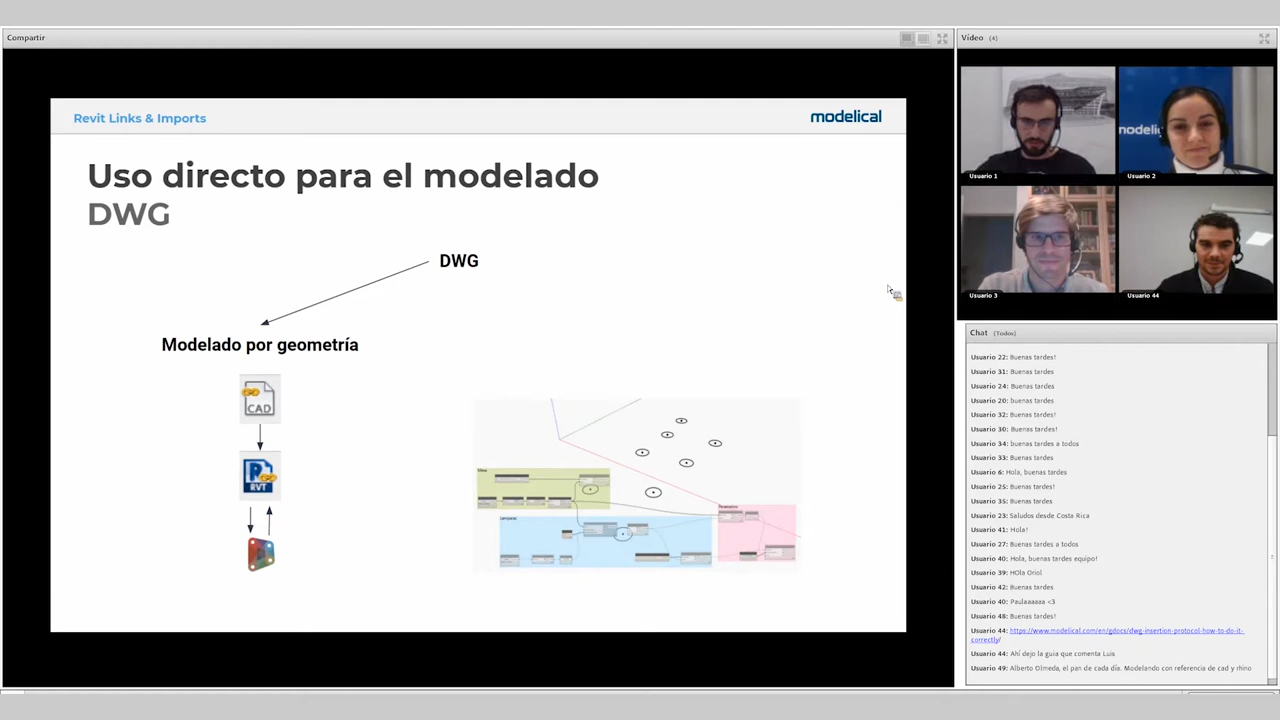 Compartir
Revit Links & Imports
modelical
Uso directo para el modelado
DWG
DWG
Modelado por geometría
CAD
R
RVT
Vídeo (4)
modelic
Usuario 1
Usuario 2
Usuario 3
Usuario 44
Chat (Todos)
Usuario 22: Buenas tardes!
Usuario 31: Buenas tardes
Usuario 24: Buenas tardes
Usuario 20: buenas tardes
Usuario 32: Buenas tardes!
Usuario 30: Buenas tardes!
Usuario 34: buenas tardes a todos
Usuario 33: Buenas tardes
Usuario 6: Hola, buenas tardes
Usuario 25: Buenas tardes!
Usuario 35: Buenas tardes
Usuario 23: Saludos desde Costa Rica
Usuario 41: Hola!
Usuario 27: Buenas tardes a todos
Usuario 40: Hola, buenas tardes equipo!
Usuario 39: HOla Oriol
Usuario 42: Buenas tardes
Usuario 40: Paulaaaaaa <3
Usuario 48: Buenas tardes!
Usuario 44: https://www.modelical.com/en/gdocs/dwg-insertion-protocol-how-to-do-it-
correctly/
Usuario 44: Ahí dejo la guia que comenta Luis
Usuario 49: Alberto Olmeda, el pan de cada día. Modelando con referencia de cad y rhino